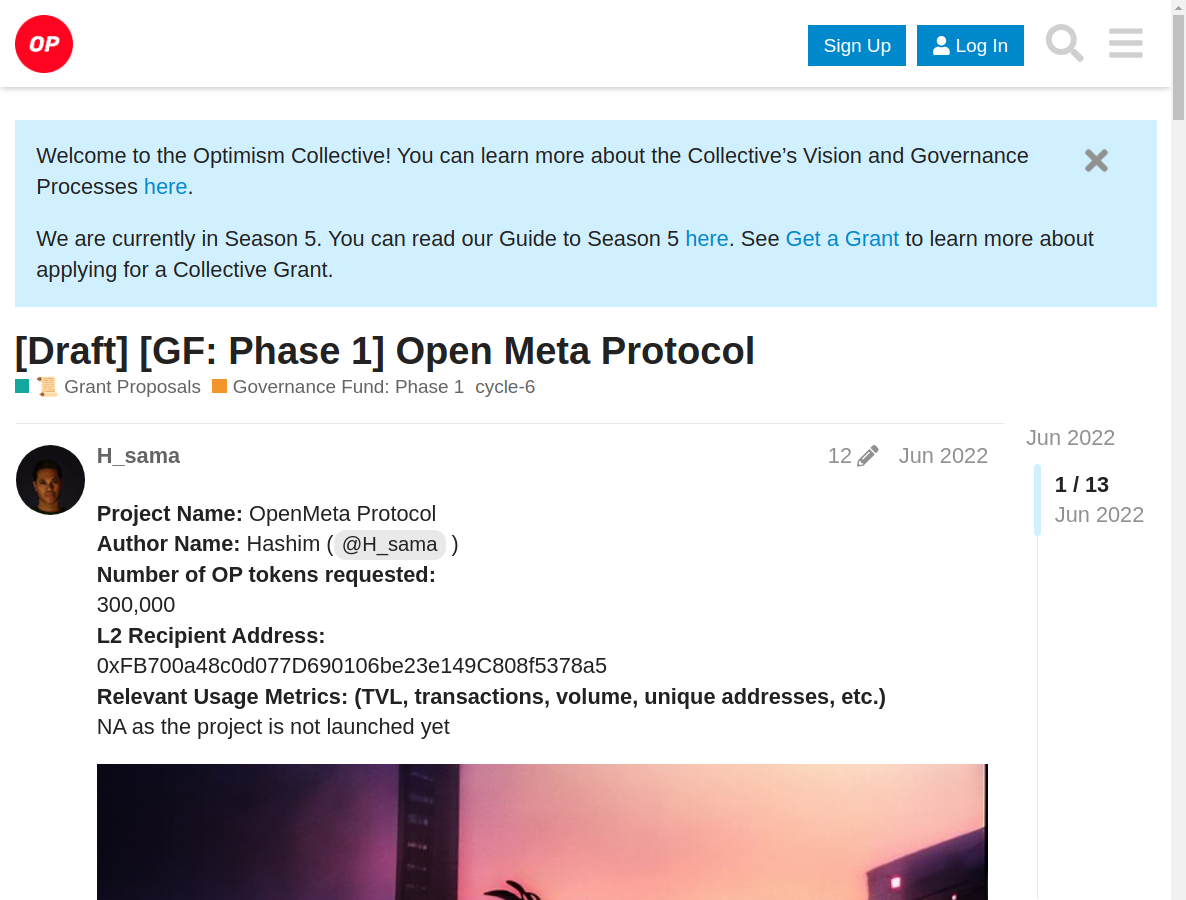 OP
Sign Up
Log In
Welcome to the Optimism Collective! You can learn more about the Collective’s Vision and Governance
Processes here.
We are currently in Season 5. You can read our Guide to Season 5 here. See Get a Grant to learn more about
applying for a Collective Grant.
[Draft] [GF: Phase 1] Open Meta Protocol
Grant Proposals Governance Fund: Phase 1 cycle-6
H_sama
12
Jun 2022
Jun 2022
1 / 13
Jun 2022
Project Name: OpenMeta Protocol
Author Name: Hashim (@H_sama )
Number of OP tokens requested:
300,000
L2 Recipient Address:
0xFB700a48c0d077D690106be23e149C808f5378a5
Relevant Usage Metrics: (TVL, transactions, volume, unique addresses, etc.)
NA as the project is not launched yet